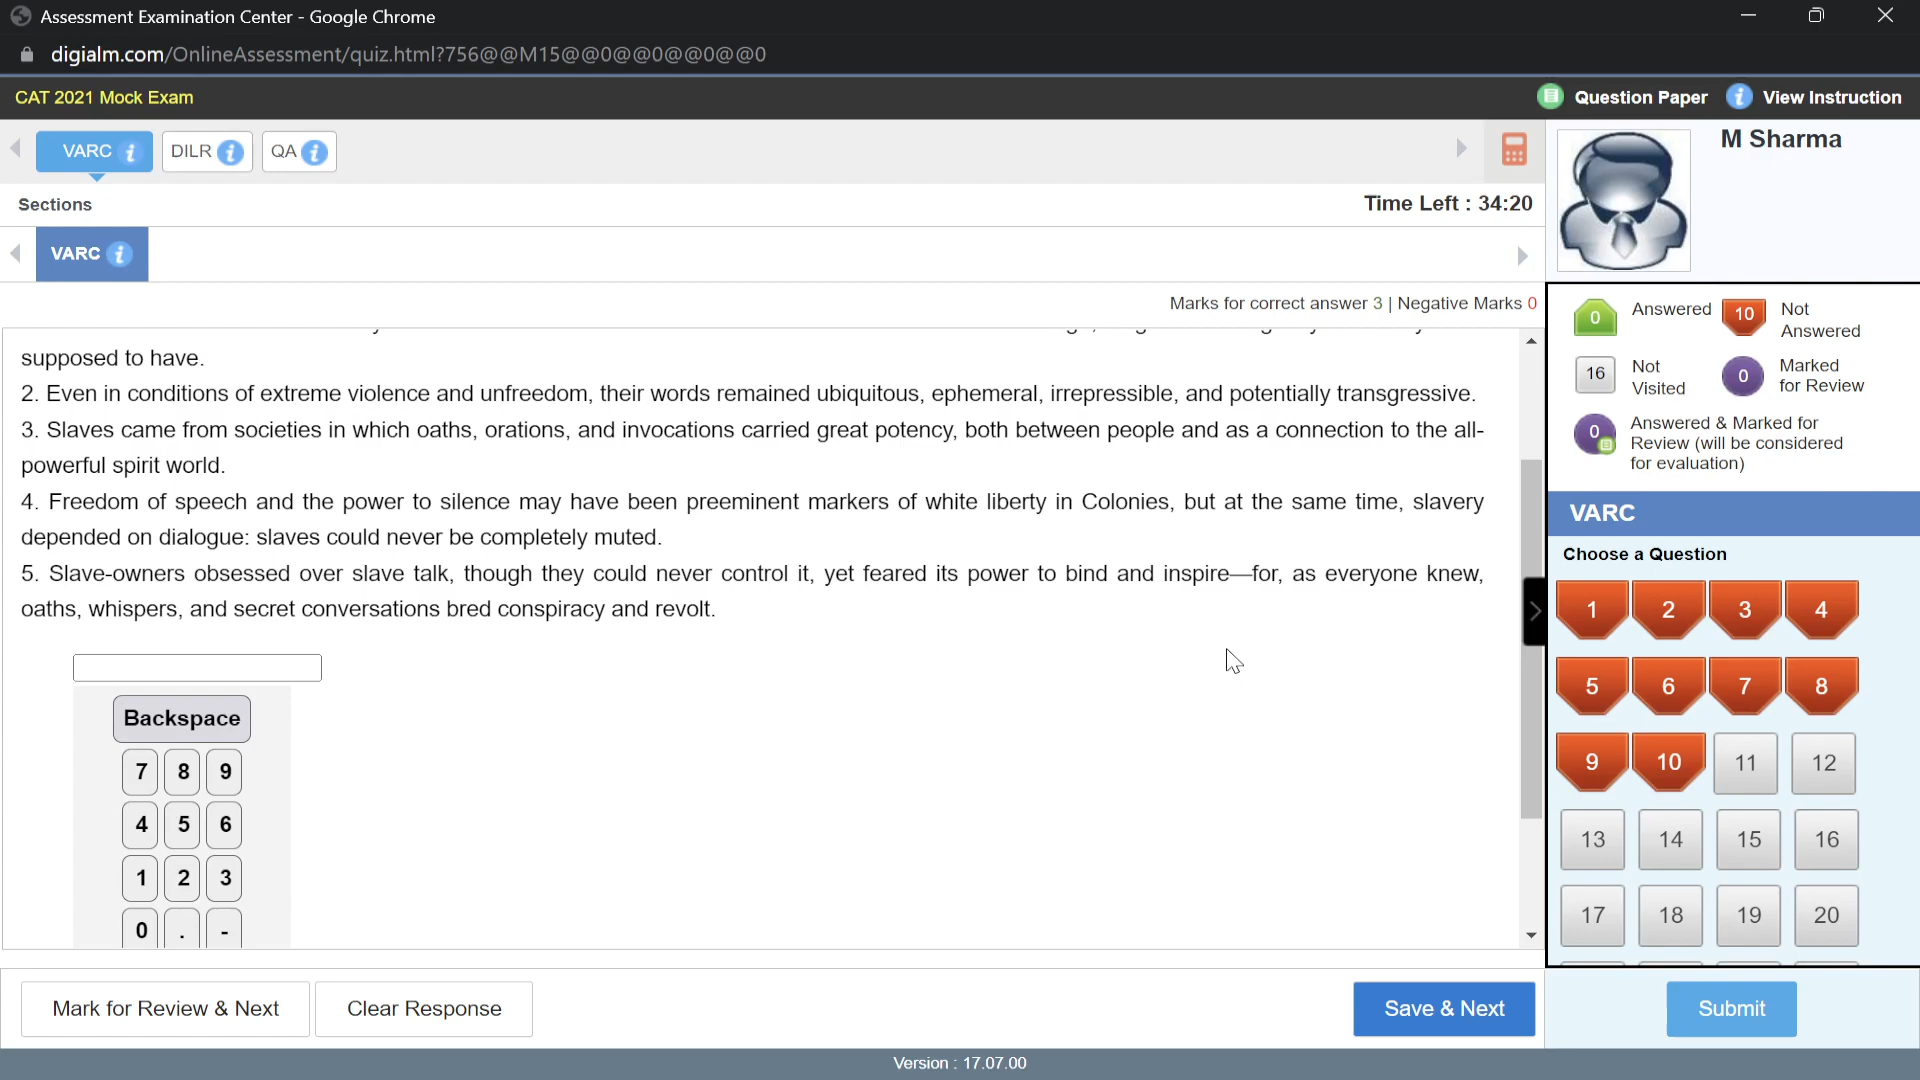 Assessment Examination Center - Google Chrome
digialm.com/OnlineAssessment/quiz.html?756@@M15@@0@@0@@0@@0
CAT 2021 Mock Exam
Question Paper
View Instruction
VARC i
DILR i
QA i
M Sharma
Sections
Time Left : 34:20
VARC i
Marks for correct answer 3 | Negative Marks 0
supposed to have.
2. Even in conditions of extreme violence and unfreedom, their words remained ubiquitous, ephemeral, irrepressible, and potentially transgressive.
3. Slaves came from societies in which oaths, orations, and invocations carried great potency, both between people and as a connection to the all-
powerful spirit world.
4. Freedom of speech and the power to silence may have been preeminent markers of white liberty in Colonies, but at the same time, slavery
depended on dialogue: slaves could never be completely muted.
5. Slave-owners obsessed over slave talk, though they could never control it, yet feared its power to bind and inspire—for, as everyone knew,
oaths, whispers, and secret conversations bred conspiracy and revolt.
Backspace
7 8 9
4 5 6
1 2 3
0 . -
0 Answered
10 Not
Answered
16 Not
Visited
0 Marked
for Review
0 Answered & Marked for
Review (will be considered
for evaluation)
VARC
Choose a Question
1 2 3 4
5 6 7 8
9 10 11 12
13 14 15 16
17 18 19 20
Mark for Review & Next
Clear Response
Save & Next
Submit
Version : 17.07.00